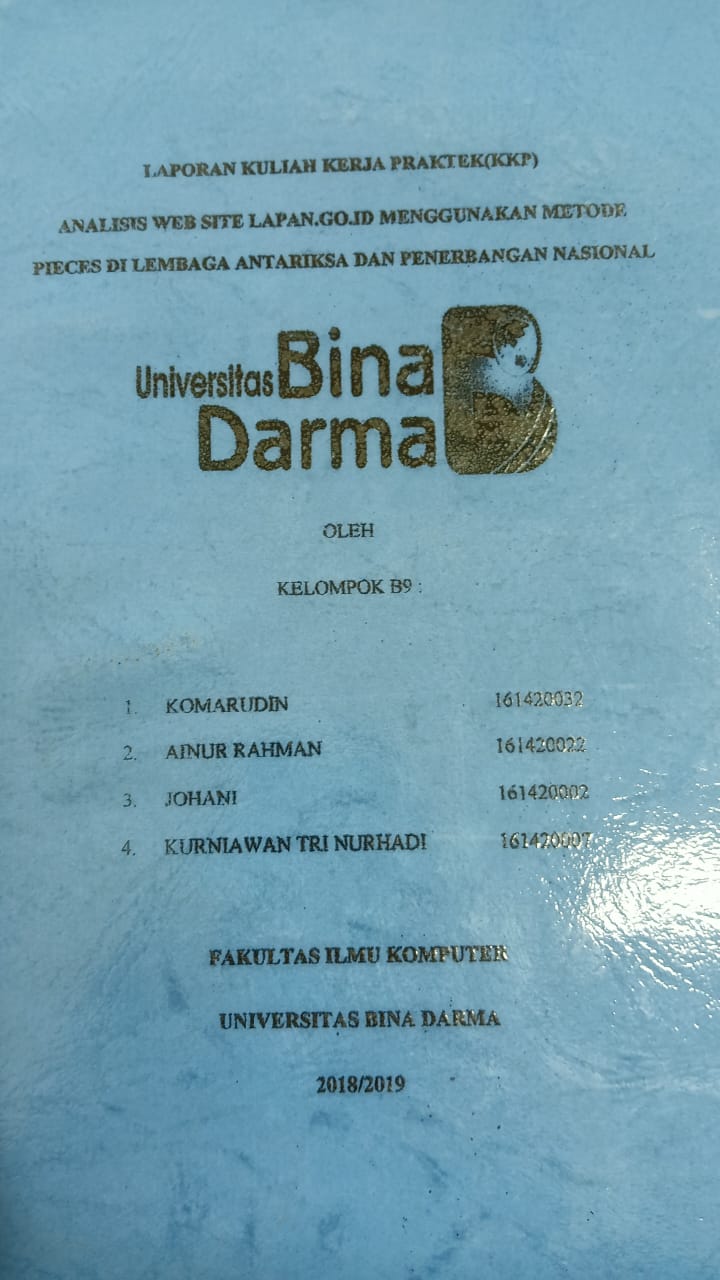 LAPORAN KULIAH KERJA PRAKTEK(KKP)
ANALISIS WEB SITE LAPAN.GO.ID MENGGUNAKAN METODE
PIECES DI LEMBAGA ANTARIKSA DAN PENERBANGAN NASIONAL
Universitas Bina
Darma
OLEH
KELOMPOK B9 :
1. KOMARUDIN 161420032
2. AINUR RAHMAN 161420022
3. JOHANI 161420002
4. KURNIAWAN TRI NURHADI 161420007
FAKULTAS ILMU KOMPUTER
UNIVERSITAS BINA DARMA
2018/2019